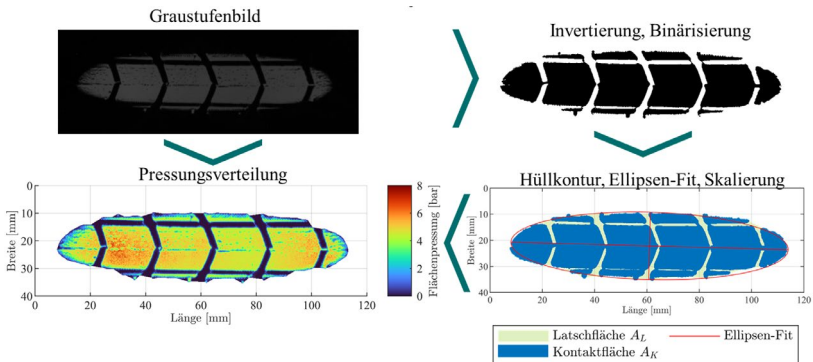 Graustufenbild
Invertierung, Binärisierung
Pressungsverteilung
Hüllkontur, Ellipsen-Fit, Skalierung
Breite [mm]
0
10
20
30
40
0 20 40 60 80 100 120
Länge [mm]
8
6
4
2
0
Flächenpressung [bar]
Breite [mm]
0
10
20
30
40
0 20 40 60 80 100 120
Länge [mm]
Latschfläche A_L
Kontaktfläche A_K
Ellipsen-Fit